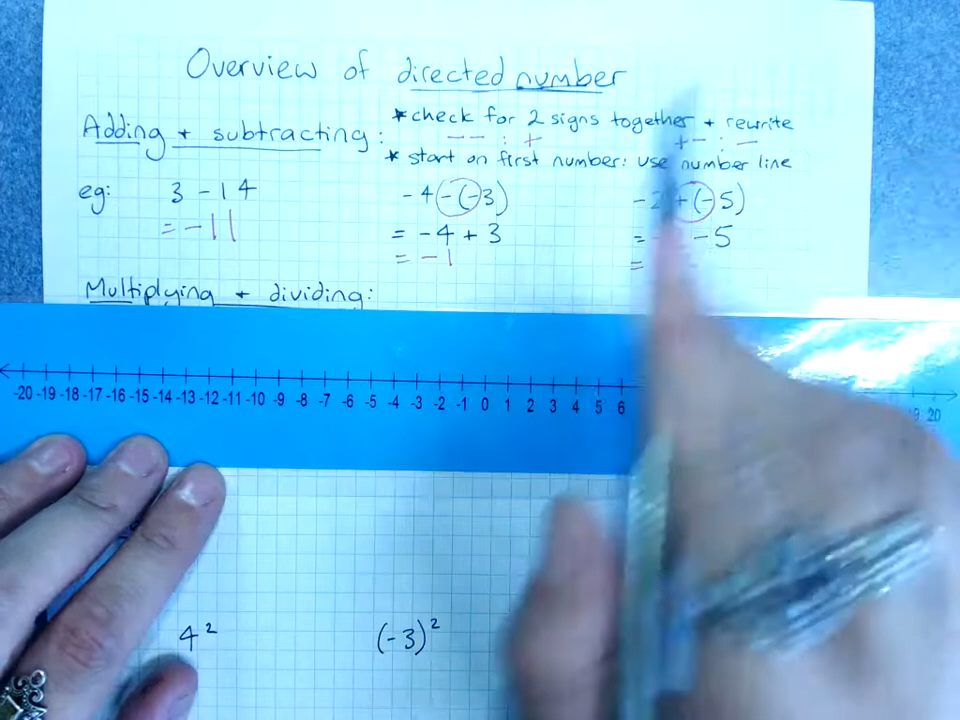 Overview of directed number
Adding + subtracting:
* check for 2 signs together + rewrite
- - : +
+ - : -
* start on first number: use number line
eg:
3 - 14
= -11
-4-(-3)
= -4 + 3
= -1
+(-5)
= -5
=
Multiplying + dividing:
-20 -19 -18 -17 -16 -15 -14 -13 -12 -11 -10 -9 -8 -7 -6 -5 -4 -3 -2 -1 0 1 2 3 4 5 6 20
4²
(-3)²